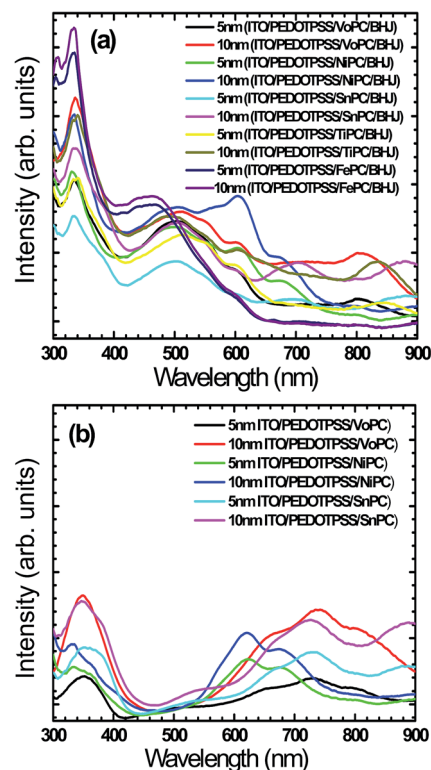 (a)
5nm (ITO/PEDOTPSS/VoPC/BHJ)
10nm (ITO/PEDOTPSS/VoPC/BHJ)
5nm (ITO/PEDOTPSS/NiPC/BHJ)
10nm (ITO/PEDOTPSS/NiPC/BHJ)
5nm (ITO/PEDOTPSS/SnPC/BHJ)
10nm (ITO/PEDOTPSS/SnPC/BHJ)
5nm (ITO/PEDOTPSS/TiPC/BHJ)
10nm (ITO/PEDOTPSS/TiPC/BHJ)
5nm (ITO/PEDOTPSS/FePC/BHJ)
10nm (ITO/PEDOTPSS/FePC/BHJ)
Intensity (arb. units)
300 400 500 600 700 800 900
Wavelength (nm)
(b)
5nm ITO/PEDOTPSS/VoPC)
10nm ITO/PEDOTPSS/VoPC)
5nm ITO/PEDOTPSS/NiPC)
10nm ITO/PEDOTPSS/NiPC)
5nm ITO/PEDOTPSS/SnPC)
10nm ITO/PEDOTPSS/SnPC)
Intensity (arb. units)
300 400 500 600 700 800 900
Wavelength (nm)